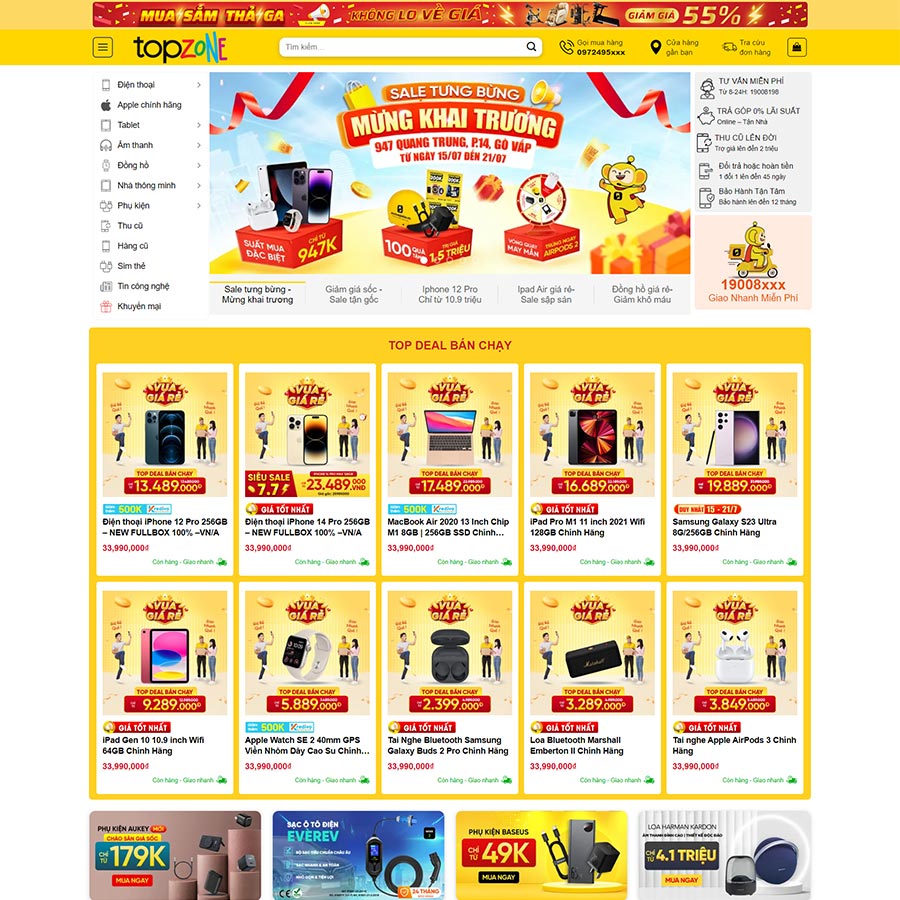 MUA SẮM THẢ GA
KHÔNG LO VỀ GIÁ
GIẢM GIÁ 55%
topzone
Tìm kiếm...
Gọi mua hàng
0972495xxx
Cửa hàng
gần bạn
Tra cứu
đơn hàng
Điện thoại
Apple chính hãng
Tablet
Âm thanh
Đồng hồ
Nhà thông minh
Phụ kiện
Thu cũ
Hàng cũ
Sim thẻ
Tin công nghệ
Khuyến mại
SALE TƯNG BỪNG
MỪNG KHAI TRƯƠNG
947 QUANG TRUNG, P.14, GÒ VẤP
TỪ NGÀY 15/07 ĐẾN 21/07
SUẤT MUA
ĐẶC BIỆT
CHỈ TỪ
947K
100 QUÀ
TRỊ GIÁ
1,5 TRIỆU
VÒNG QUAY
MAY MẮN
TRÚNG NGAY
AIRPODS 2
Sale tưng bừng -
Mừng khai trương
Giảm giá sốc -
Sale tận gốc
Iphone 12 Pro
Chỉ từ 10.9 triệu
Ipad Air giá rẻ-
Sale sập sàn
Đồng hồ giá rẻ-
Giảm khô máu
TƯ VẤN MIỄN PHÍ
Từ 8-24H: 19008198
TRẢ GÓP 0% LÃI SUẤT
Online – Tận Nhà
THU CŨ LÊN ĐỜI
Trợ giá lên đến 2 triệu
Đổi trả hoặc hoàn tiền
1 đổi 1 lên đến 45 ngày
Bảo Hành Tận Tâm
Bảo hành lên đến 12 tháng
19008xxx
Giao Nhanh Miễn Phí
TOP DEAL BÁN CHẠY
VUA
GIÁ RẺ
TOP DEAL BÁN CHẠY
13.489.000Đ
500K
Kredivo
Điện thoại iPhone 12 Pro 256GB
– NEW FULLBOX 100% –VN/A
33,990,000₫
Còn hàng - Giao nhanh
VUA
GIÁ RẺ
SIÊU SALE
7.7
23.489.000
VNĐ
GIÁ TỐT NHẤT
Điện thoại iPhone 14 Pro 256GB
– NEW FULLBOX 100% –VN/A
33,990,000₫
Còn hàng - Giao nhanh
VUA
GIÁ RẺ
TOP DEAL BÁN CHẠY
17.489.000Đ
500K
Kredivo
MacBook Air 2020 13 Inch Chip
M1 8GB | 256GB SSD Chính…
33,990,000₫
Còn hàng - Giao nhanh
VUA
GIÁ RẺ
TOP DEAL BÁN CHẠY
16.689.000Đ
GIÁ TỐT NHẤT
iPad Pro M1 11 inch 2021 Wifi
128GB Chính Hãng
33,990,000₫
Còn hàng - Giao nhanh
VUA
GIÁ RẺ
TOP DEAL BÁN CHẠY
19.889.000Đ
DUY NHẤT 15 - 21/7
Samsung Galaxy S23 Ultra
8G/256GB Chính Hãng
33,990,000₫
Còn hàng - Giao nhanh
VUA
GIÁ RẺ
TOP DEAL BÁN CHẠY
9.289.000Đ
GIÁ TỐT NHẤT
iPad Gen 10 10.9 inch Wifi
64GB Chính Hãng
33,990,000₫
Còn hàng - Giao nhanh
VUA
GIÁ RẺ
TOP DEAL BÁN CHẠY
5.889.000Đ
500K
Kredivo
Apple Watch SE 2 40mm GPS
Viền Nhôm Dây Cao Su Chính…
33,990,000₫
Còn hàng - Giao nhanh
VUA
GIÁ RẺ
TOP DEAL BÁN CHẠY
2.399.000Đ
GIÁ TỐT NHẤT
Tai Nghe Bluetooth Samsung
Galaxy Buds 2 Pro Chính Hãng
33,990,000₫
Còn hàng - Giao nhanh
VUA
GIÁ RẺ
TOP DEAL BÁN CHẠY
3.289.000Đ
GIÁ TỐT NHẤT
Loa Bluetooth Marshall
Emberton II Chính Hãng
33,990,000₫
Còn hàng - Giao nhanh
VUA
GIÁ RẺ
TOP DEAL BÁN CHẠY
3.849.000Đ
GIÁ TỐT NHẤT
Tai nghe Apple AirPods 3 Chính
Hãng
33,990,000₫
Còn hàng - Giao nhanh
PHỤ KIỆN AUKEY MỚI
CHÀO SÂN GIÁ SỐC
CHỈ TỪ 179K
MUA NGAY
SẠC Ô TÔ ĐIỆN
EVEREV
24 THÁNG
PHỤ KIỆN BASEUS
CHỈ TỪ 49K
MUA NGAY
LOA HARMAN KARDON
ÂM THANH ĐỈNH CAO | THIẾT KẾ ĐỘC ĐÁO
CHỈ TỪ 4.1 TRIỆU
MUA NGAY